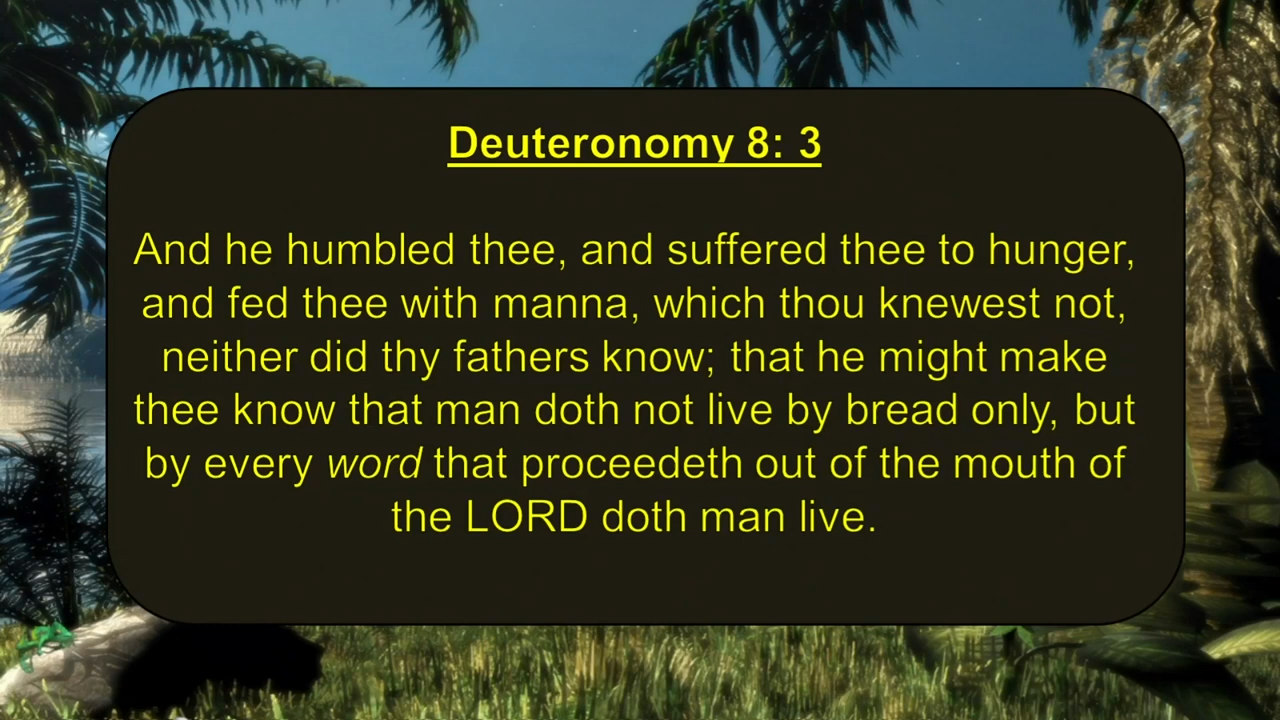 Deuteronomy 8: 3
And he humbled thee, and suffered thee to hunger,
and fed thee with manna, which thou knewest not,
neither did thy fathers know; that he might make
thee know that man doth not live by bread only, but
by every word that proceedeth out of the mouth of
the LORD doth man live.